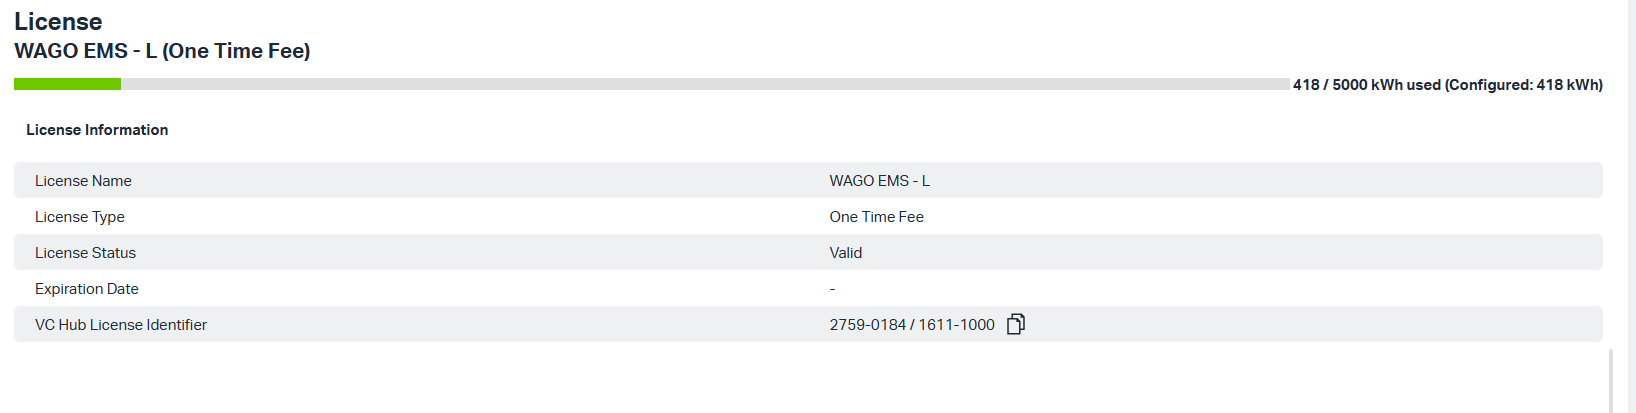 License
WAGO EMS - L (One Time Fee)
418 / 5000 kWh used (Configured: 418 kWh)
License Information
License Name WAGO EMS - L
License Type One Time Fee
License Status Valid
Expiration Date -
VC Hub License Identifier 2759-0184 / 1611-1000